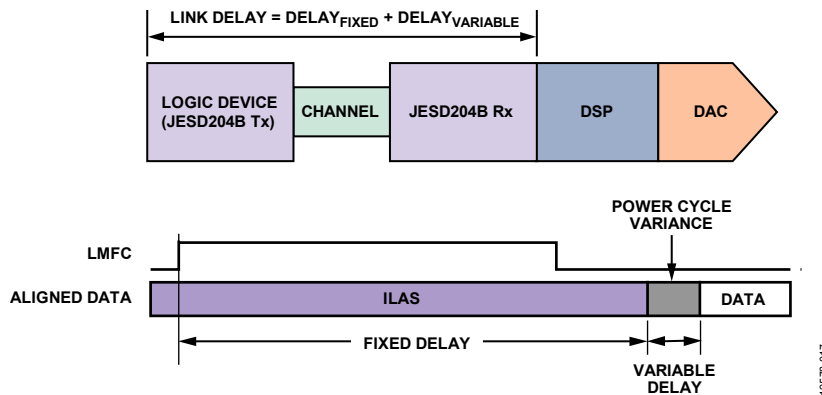 LINK DELAY = DELAYFIXED + DELAYVARIABLE
LOGIC DEVICE
(JESD204B Tx)
CHANNEL
JESD204B Rx
DSP
DAC
POWER CYCLE
VARIANCE
LMFC
ALIGNED DATA
ILAS
DATA
FIXED DELAY
VARIABLE
DELAY